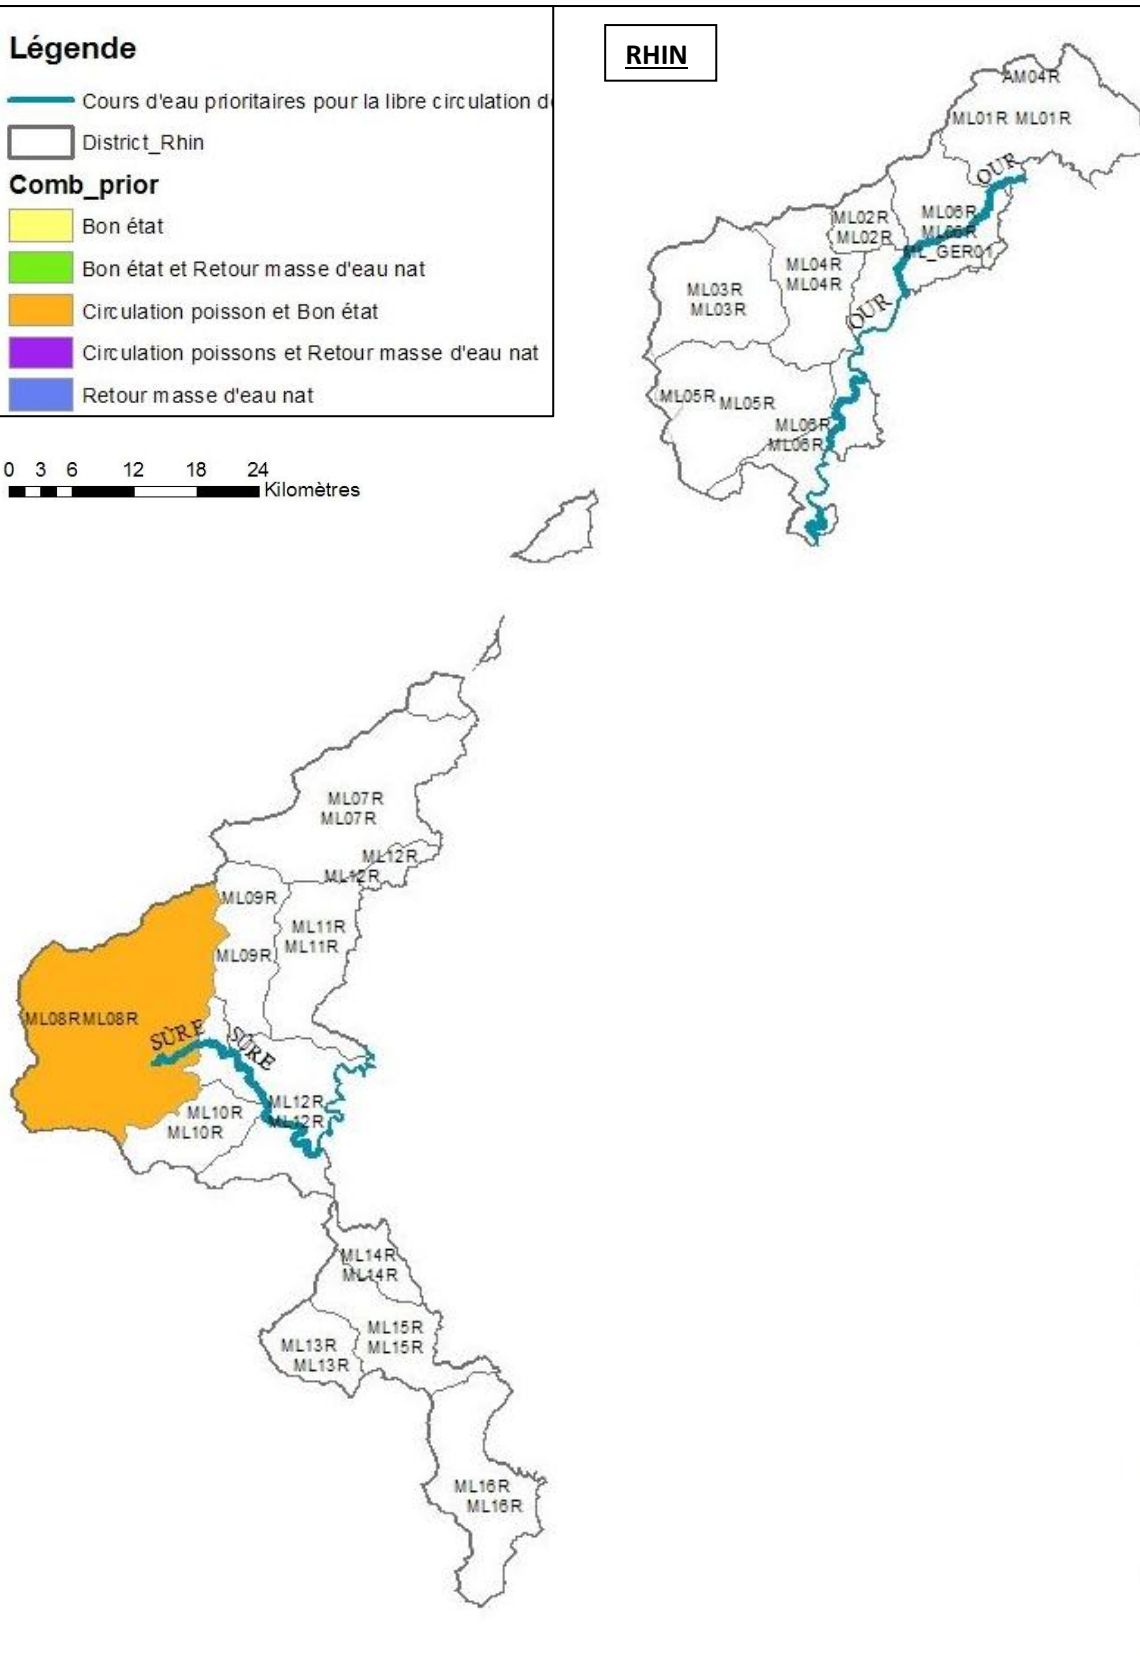 Légende
Cours d'eau prioritaires pour la libre circulation d
District_Rhin
Comb_prior
Bon état
Bon état et Retour masse d'eau nat
Circulation poisson et Bon état
Circulation poissons et Retour masse d'eau nat
Retour masse d'eau nat
0 3 6 12 18 24
Kilomètres
RHIN
AM04R
ML01R ML01R
OUR
ML02R
ML02R
ML06R
ML06R
ML_GER01
ML04R
ML04R
ML03R
ML03R
OUR
ML05R ML05R
ML06R
ML06R
ML07R
ML07R
ML12R
ML12R
ML09R
ML11R
ML11R
ML09R
ML08RML08R
SÛRE SÛRE
ML12R
ML12R
ML10R
ML10R
ML14R
ML14R
ML15R
ML15R
ML13R
ML13R
ML16R
ML16R